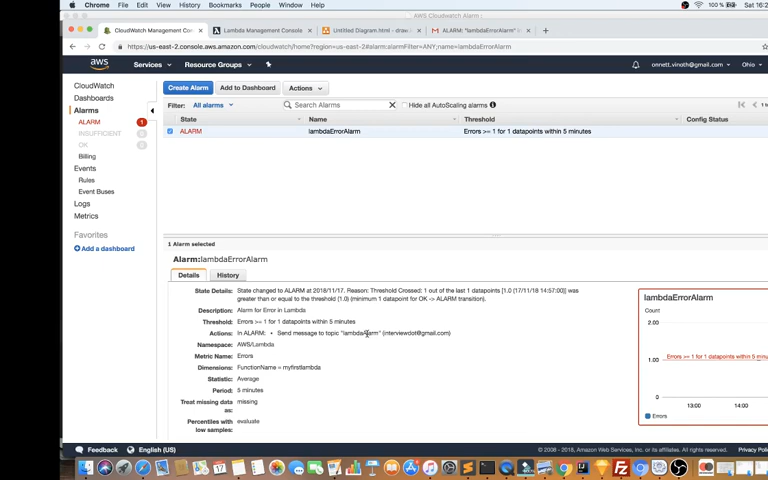 Chrome File Edit View History Bookmarks People Window Help
100% Sat 16:2
AWS Cloudwatch Alarm :
CloudWatch Management Cons
Lambda Management Console
Untitled Diagram.html - draw.i
ALARM: "lambdaErrorAlarm" in
https://us-east-2.console.aws.amazon.com/cloudwatch/home?region=us-east-2#alarm:alarmFilter=ANY;name=lambdaErrorAlarm
aws Services Resource Groups onnett.vinoth@gmail.com Ohio
CloudWatch
Dashboards
Alarms
ALARM 1
INSUFFICIENT 0
OK 0
Billing
Events
Rules
Event Buses
Logs
Metrics
Favorites
Add a dashboard
Create Alarm Add to Dashboard Actions
Filter: All alarms Search Alarms Hide all AutoScaling alarms
State Name Threshold Config Status
ALARM lambdaErrorAlarm Errors >= 1 for 1 datapoints within 5 minutes
1 Alarm selected
Alarm:lambdaErrorAlarm
Details History
State Details: State changed to ALARM at 2018/11/17. Reason: Threshold Crossed: 1 out of the last 1 datapoints [1.0 (17/11/18 14:57:00)] was
greater than or equal to the threshold (1.0) (minimum 1 datapoint for OK -> ALARM transition).
Description: Alarm for Error in Lambda
Threshold: Errors >= 1 for 1 datapoints within 5 minutes
Actions: In ALARM: • Send message to topic "lambdaAlarm" (interviewdot@gmail.com)
Namespace: AWS/Lambda
Metric Name: Errors
Dimensions: FunctionName = myfirstlambda
Statistic: Average
Period: 5 minutes
Treat missing data as: missing
Percentiles with low samples: evaluate
lambdaErrorAlarm
Count
2.00
1.00
Errors >= 1 for 1 datapoints within 5 min
0
13:00 14:00
Errors
Feedback English (US) © 2008 - 2018, Amazon Web Services, Inc. or its affiliates. All rights reserved. Privacy Poli
17